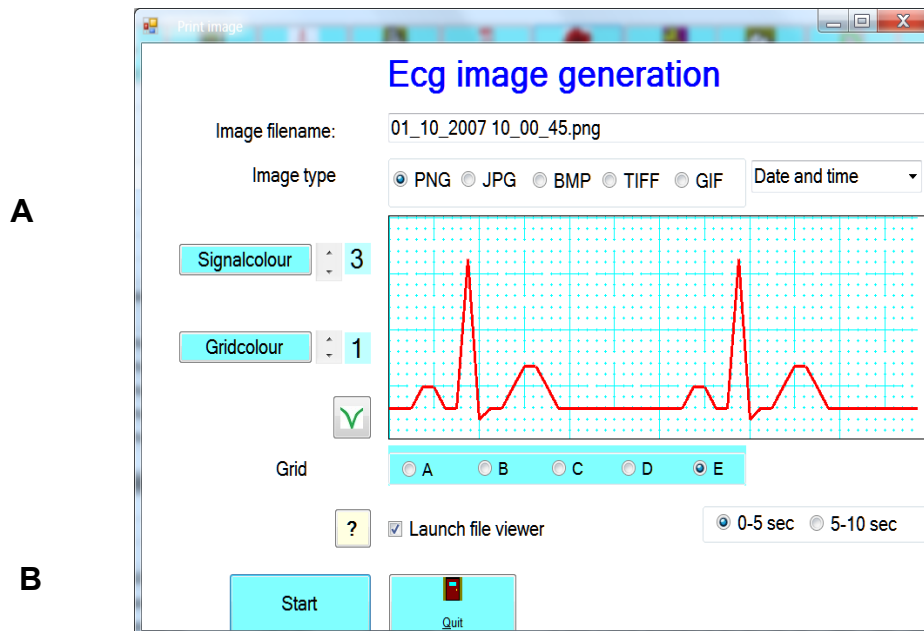 Print image
Ecg image generation
Image filename: 01_10_2007 10_00_45.png
Image type PNG JPG BMP TIFF GIF Date and time
A
Signalcolour 3
Gridcolour 1
Grid A B C D E
? Launch file viewer 0-5 sec 5-10 sec
B
Start Quit